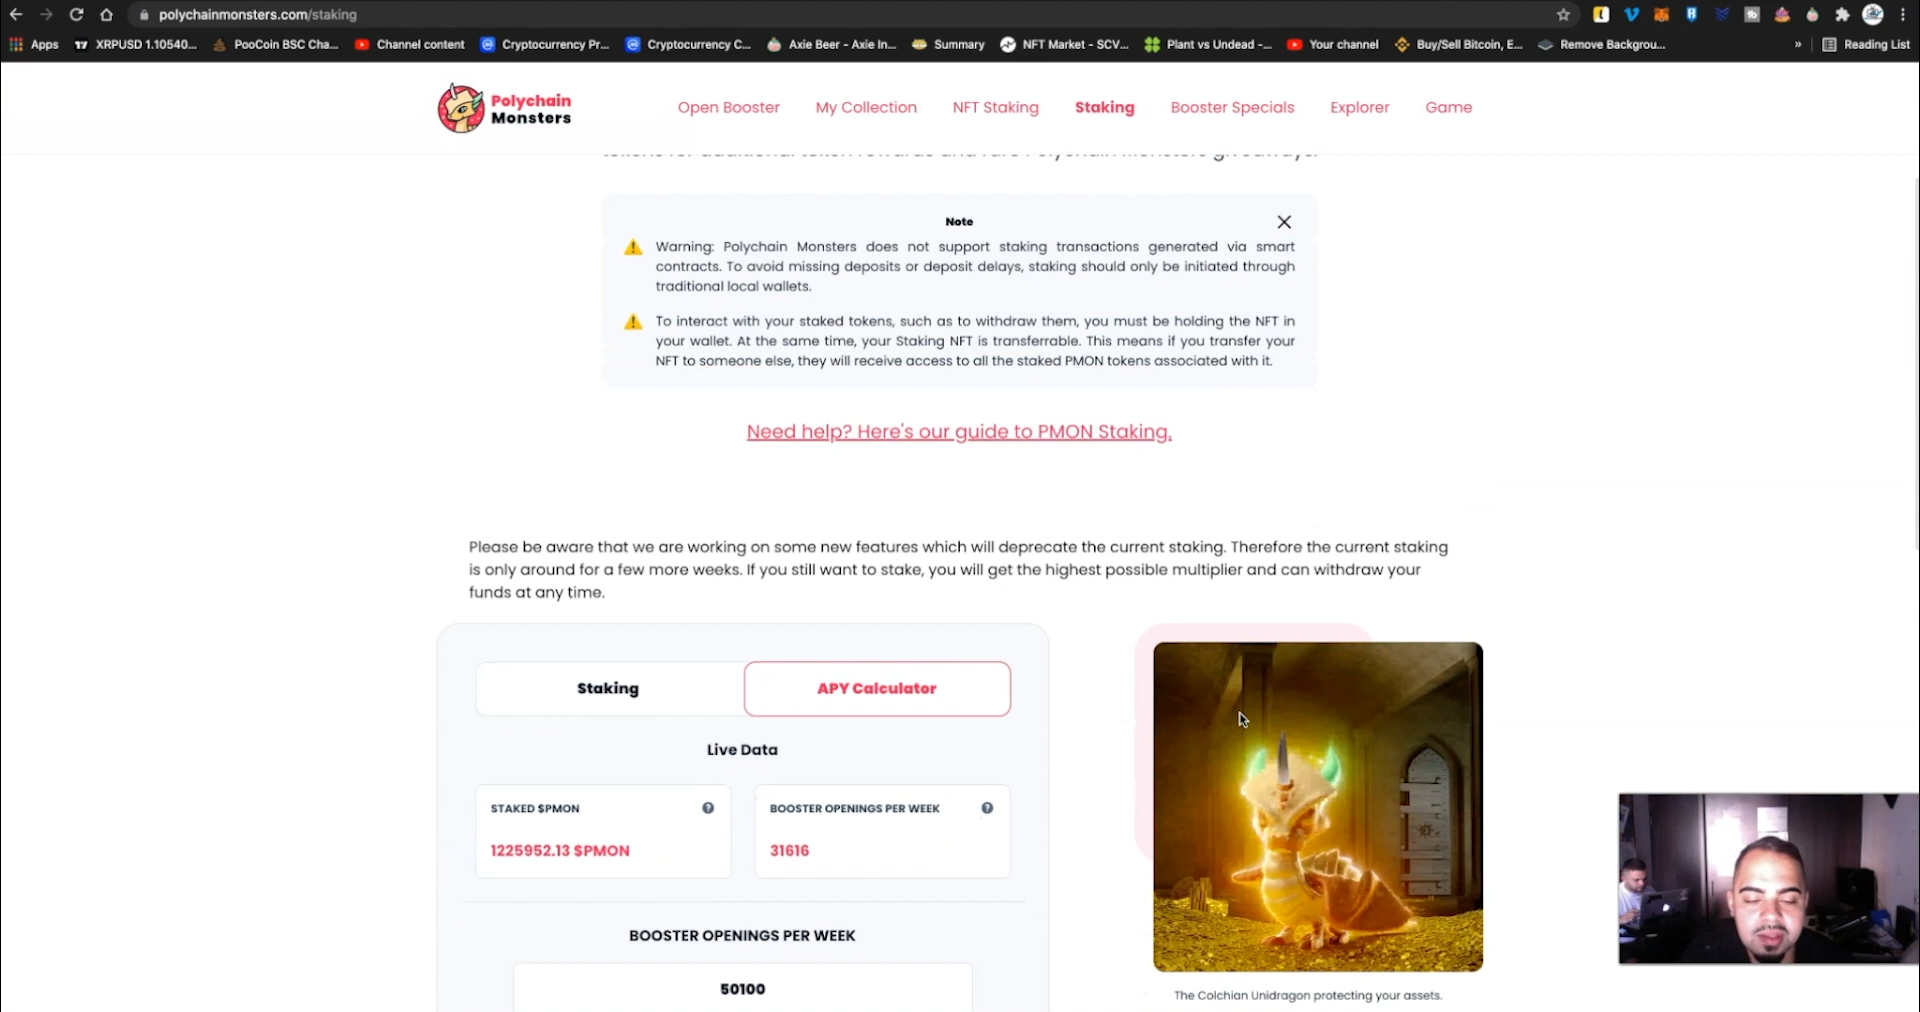 polychainmonsters.com/staking
Apps
XRPUSD 1.10540...
PooCoin BSC Cha...
Channel content
Cryptocurrency Pr...
Cryptocurrency C...
Axie Beer - Axie In...
Summary
NFT Market - SCV...
Plant vs Undead -...
Your channel
Buy/Sell Bitcoin, E...
Remove Backgrou...
»
Reading List
Polychain
Monsters
Open Booster
My Collection
NFT Staking
Staking
Booster Specials
Explorer
Game
tokens for additional token rewards and rare Polychain Monsters giveaways.
Note
Warning: Polychain Monsters does not support staking transactions generated via smart
contracts. To avoid missing deposits or deposit delays, staking should only be initiated through
traditional local wallets.
To interact with your staked tokens, such as to withdraw them, you must be holding the NFT in
your wallet. At the same time, your Staking NFT is transferrable. This means if you transfer your
NFT to someone else, they will receive access to all the staked PMON tokens associated with it.
Need help? Here's our guide to PMON Staking.
Please be aware that we are working on some new features which will deprecate the current staking. Therefore the current staking
is only around for a few more weeks. If you still want to stake, you will get the highest possible multiplier and can withdraw your
funds at any time.
Staking
APY Calculator
Live Data
STAKED $PMON
?
1225952.13 $PMON
BOOSTER OPENINGS PER WEEK
?
31616
BOOSTER OPENINGS PER WEEK
50100
The Colchian Unidragon protecting your assets.